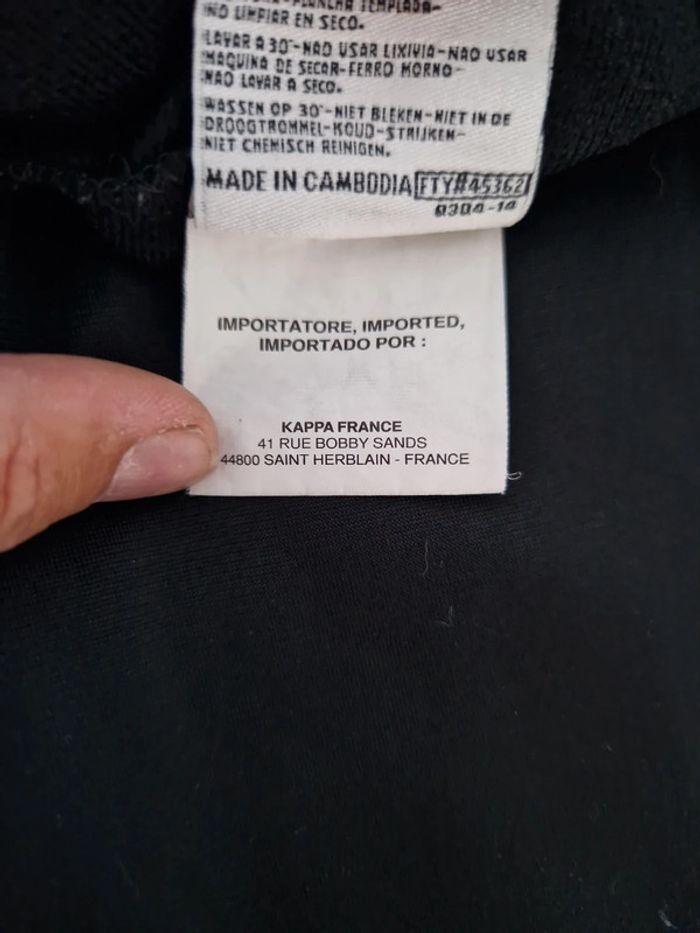 -PLANCHA TEMPLADA-
NO LIMPIAR EN SECO.
LAVAR A 30°-NAO USAR LIXIVIA-NAO USAR
MAQUINA DE SECAR-FERRO MORNO-
NAO LAVAR A SECO.
WASSEN OP 30°-NIET BLEKEN-NIET IN DE
DROOGTROMMEL-KOUD-STRIJKEN-
NIET CHEMISCH REINIGEN.
MADE IN CAMBODIA FTY#45362
0304-14
IMPORTATORE, IMPORTED,
IMPORTADO POR :
KAPPA FRANCE
41 RUE BOBBY SANDS
44800 SAINT HERBLAIN - FRANCE